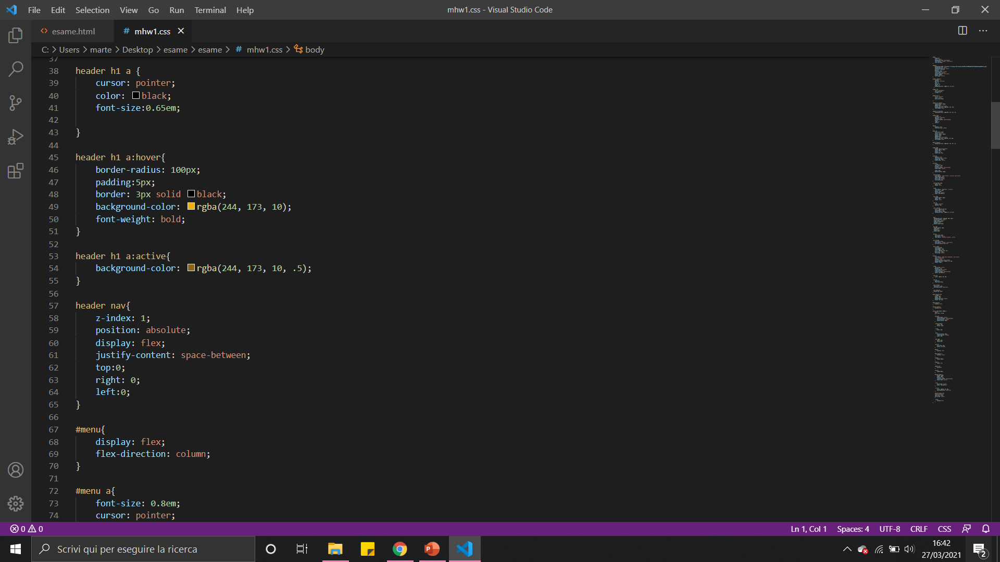 File Edit Selection View Go Run Terminal Help
mhw1.css - Visual Studio Code
esame.html
# mhw1.css
C: > Users > marte > Desktop > esame > esame > # mhw1.css > body
37
38 header h1 a {
39 cursor: pointer;
40 color: black;
41 font-size:0.65em;
42
43 }
44
45 header h1 a:hover{
46 border-radius: 100px;
47 padding:5px;
48 border: 3px solid black;
49 background-color: rgba(244, 173, 10);
50 font-weight: bold;
51 }
52
53 header h1 a:active{
54 background-color: rgba(244, 173, 10, .5);
55 }
56
57 header nav{
58 z-index: 1;
59 position: absolute;
60 display: flex;
61 justify-content: space-between;
62 top:0;
63 right: 0;
64 left:0;
65 }
66
67 #menu{
68 display: flex;
69 flex-direction: column;
70 }
71
72 #menu a{
73 font-size: 0.8em;
74 cursor: pointer;
0 0
Ln 1, Col 1 Spaces: 4 UTF-8 CRLF CSS
Scrivi qui per eseguire la ricerca
16:42
27/03/2021
2